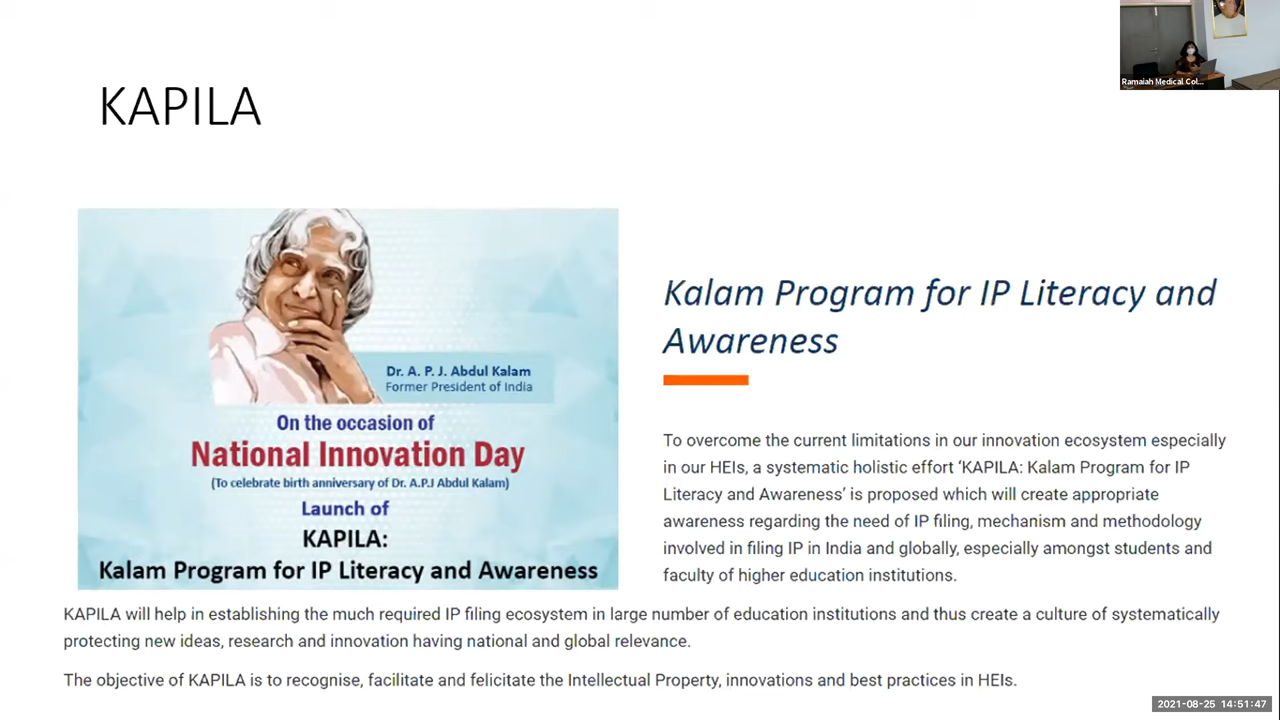 Ramaiah Medical Col...
KAPILA
Dr. A. P. J. Abdul Kalam
Former President of India
On the occasion of
National Innovation Day
(To celebrate birth anniversary of Dr. A.P.J Abdul Kalam)
Launch of
KAPILA:
Kalam Program for IP Literacy and Awareness
Kalam Program for IP Literacy and
Awareness
To overcome the current limitations in our innovation ecosystem especially
in our HEIs, a systematic holistic effort ‘KAPILA: Kalam Program for IP
Literacy and Awareness’ is proposed which will create appropriate
awareness regarding the need of IP filing, mechanism and methodology
involved in filing IP in India and globally, especially amongst students and
faculty of higher education institutions.
KAPILA will help in establishing the much required IP filing ecosystem in large number of education institutions and thus create a culture of systematically
protecting new ideas, research and innovation having national and global relevance.
The objective of KAPILA is to recognise, facilitate and felicitate the Intellectual Property, innovations and best practices in HEIs.
2021-08-25 14:51:47